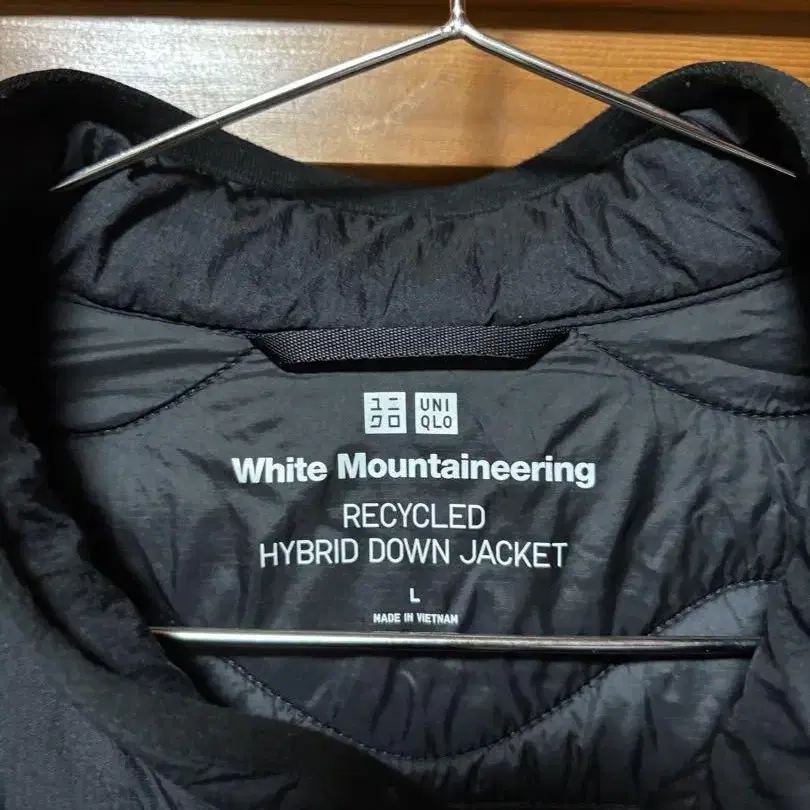 ユニ UNI
クロ QLO
White Mountaineering
RECYCLED
HYBRID DOWN JACKET
L
MADE IN VIETNAM